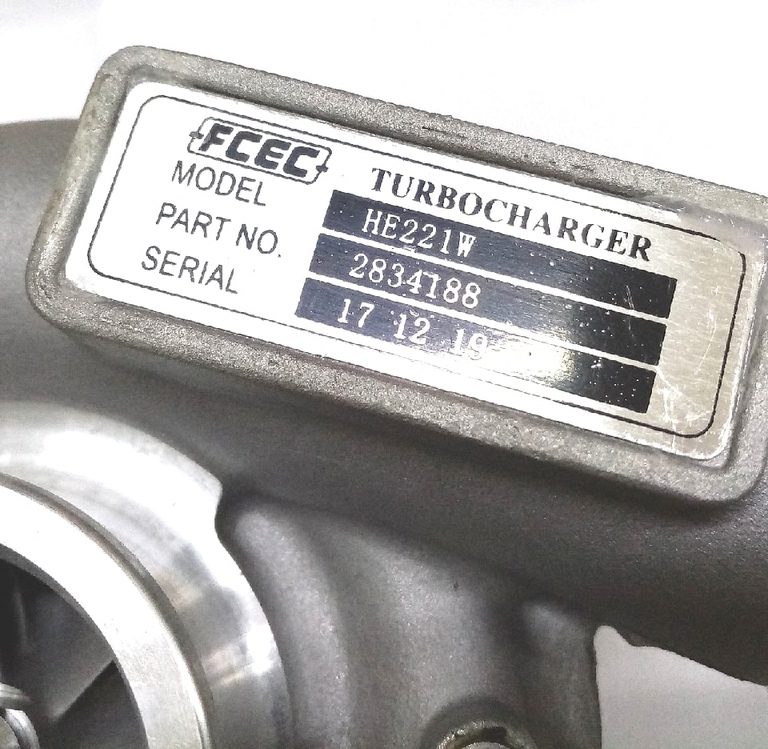 FCEC TURBOCHARGER
MODEL HE221W
PART NO. 2834188
SERIAL 17 12 19